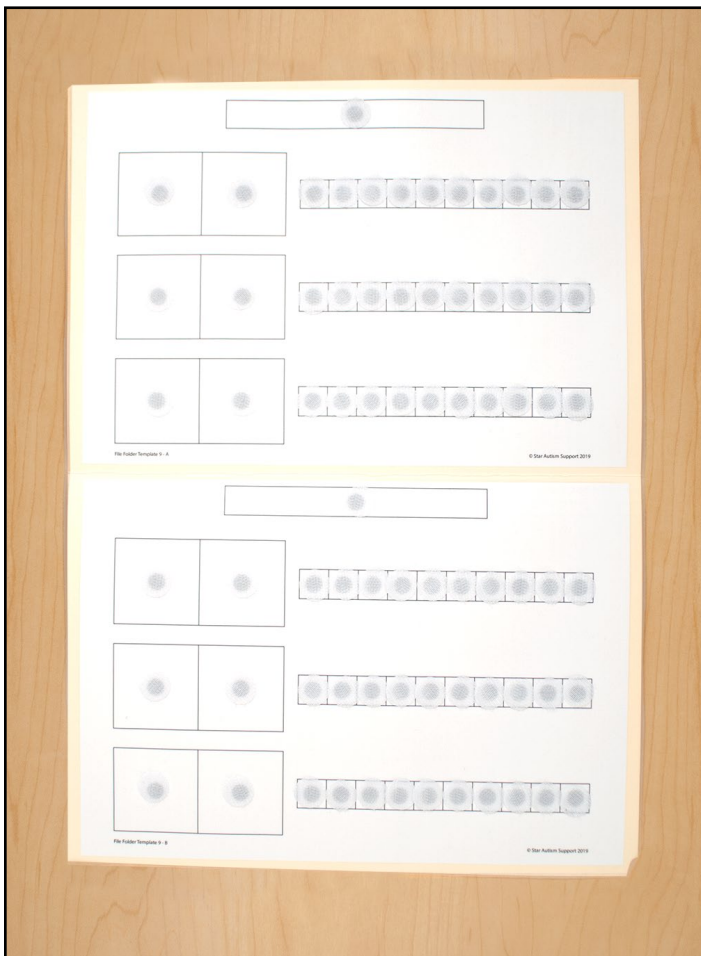 File Folder Template 9 - A
© Star Autism Support 2019
File Folder Template 9 - B
© Star Autism Support 2019